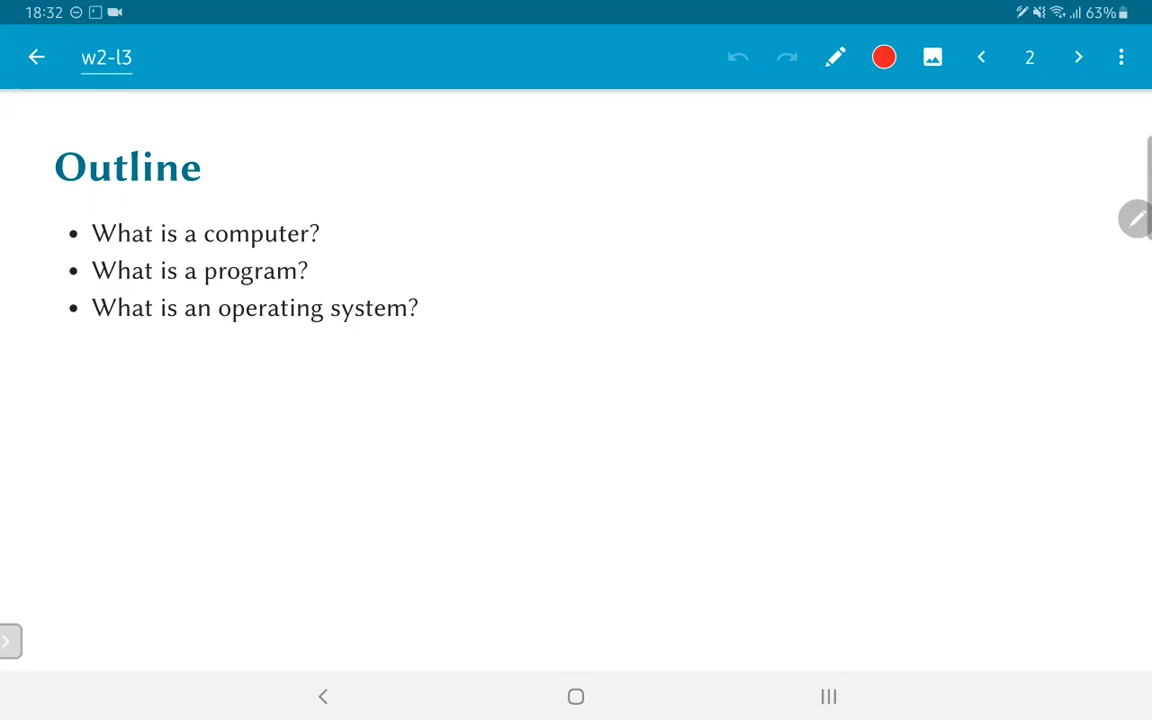 18:32
63%
w2-l3
2
Outline
• What is a computer?
• What is a program?
• What is an operating system?